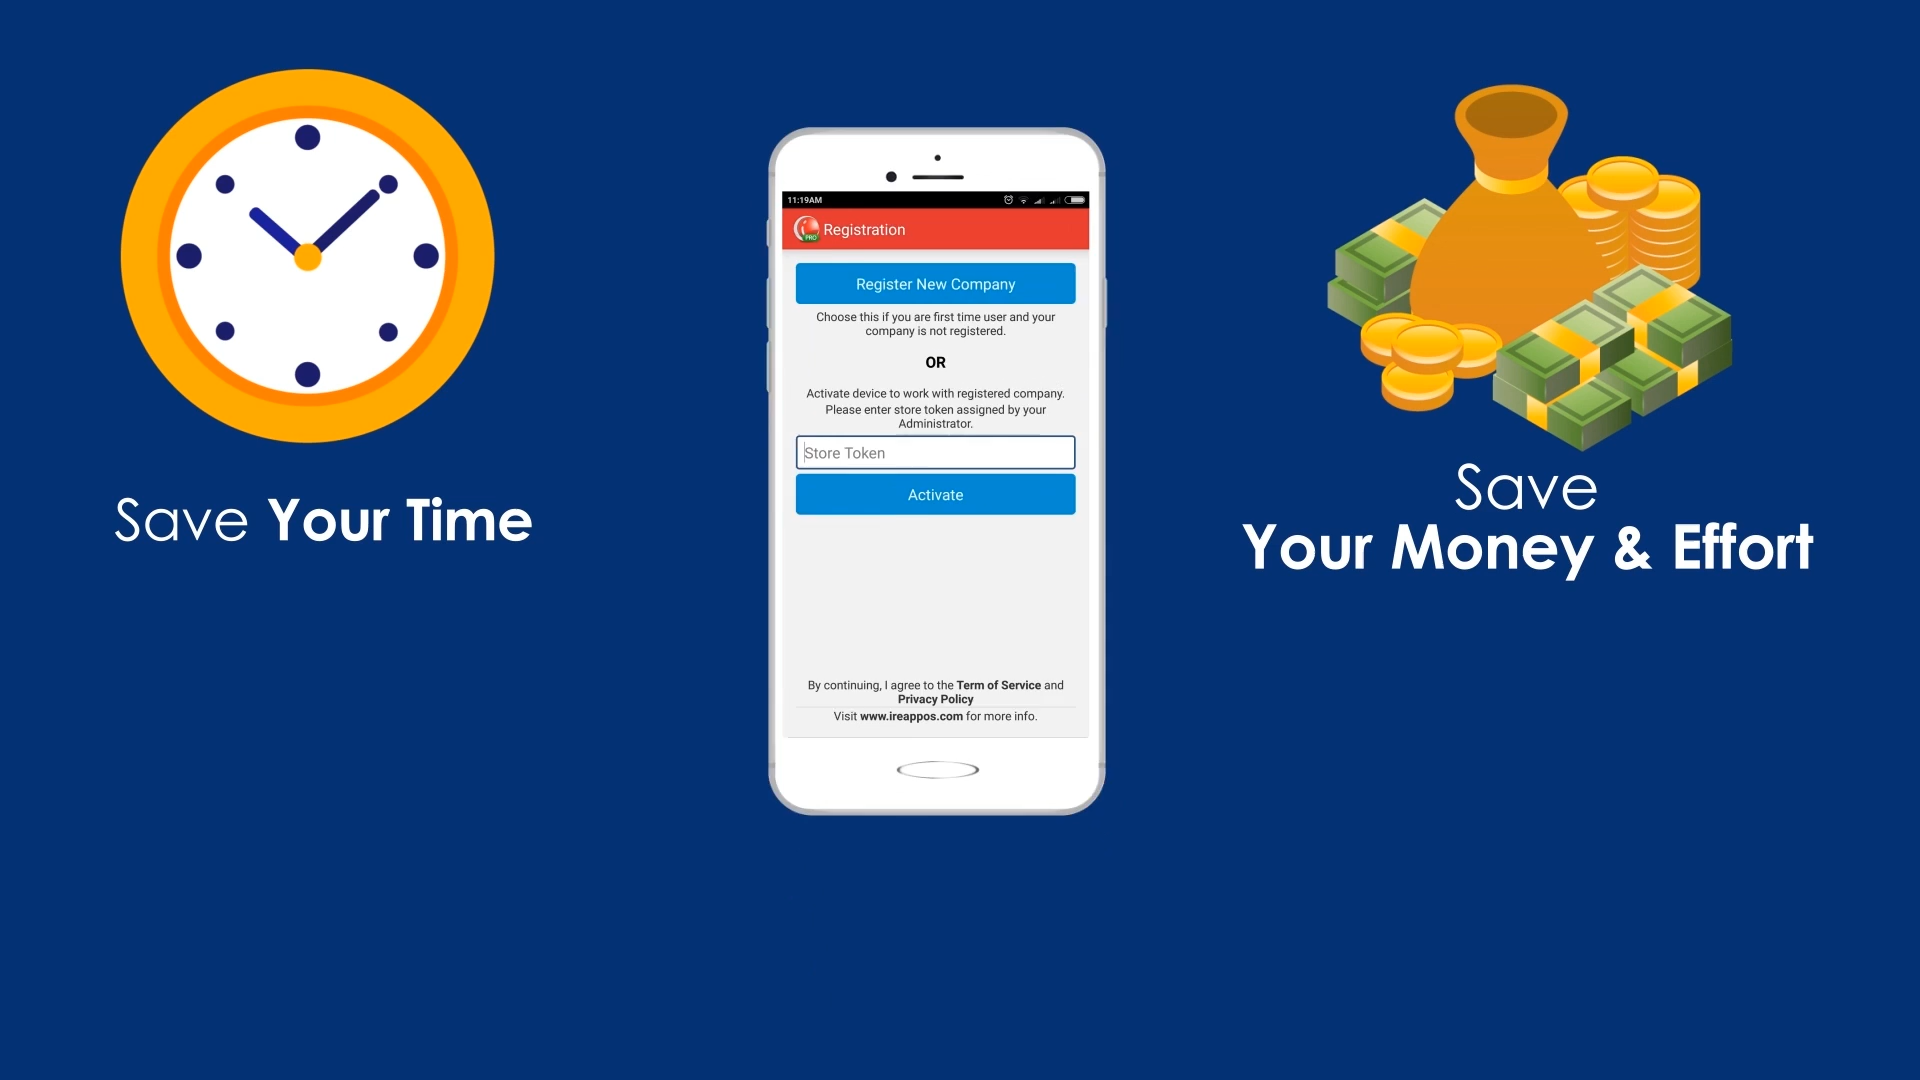 Save Your Time
11:19AM
PRO
Registration
Register New Company
Choose this if you are first time user and your
company is not registered.
OR
Activate device to work with registered company.
Please enter store token assigned by your
Administrator.
Store Token
Activate
By continuing, I agree to the Term of Service and
Privacy Policy
Visit www.ireappos.com for more info.
Save
Your Money & Effort